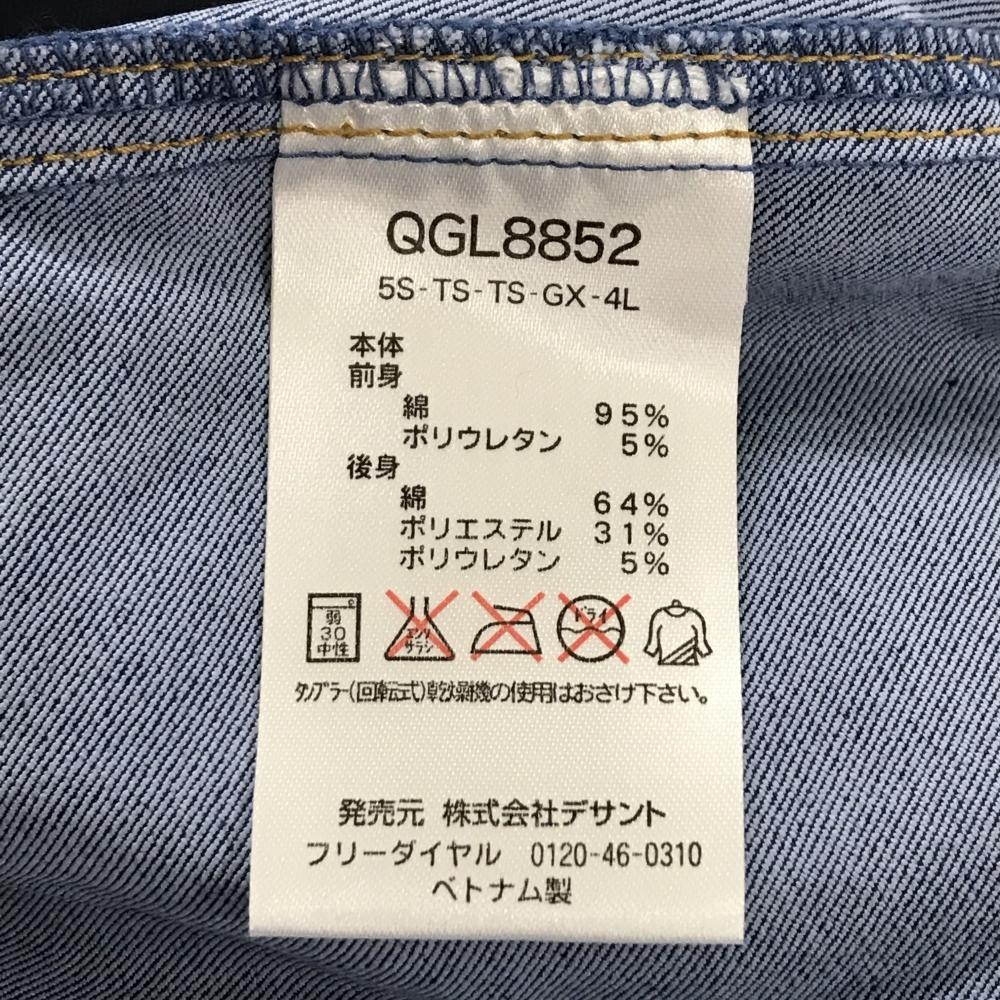 QGL8852
5S-TS-TS-GX-4L
本体
前身
綿 95%
ポリウレタン 5%
後身
綿 64%
ポリエステル 31%
ポリウレタン 5%
弱
30
中性
エンソ
サラシ
ドライ
タンブラー(回転式)乾燥機の使用はおさけ下さい。
発売元 株式会社デサント
フリーダイヤル 0120-46-0310
ベトナム製